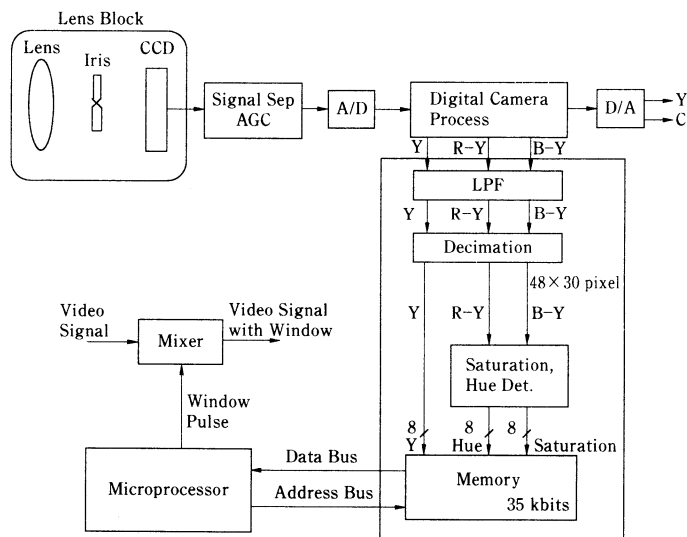 Lens Block
Lens
Iris
CCD
Signal Sep
AGC
A/D
Digital Camera
Process
D/A
Y
C
Y
R-Y
B-Y
LPF
Y
R-Y
B-Y
Decimation
48×30 pixel
Y
R-Y
B-Y
Video
Signal
Mixer
Video Signal
with Window
Saturation,
Hue Det.
Window
Pulse
8
8
8
Y
Hue
Saturation
Microprocessor
Data Bus
Address Bus
Memory
35 kbits